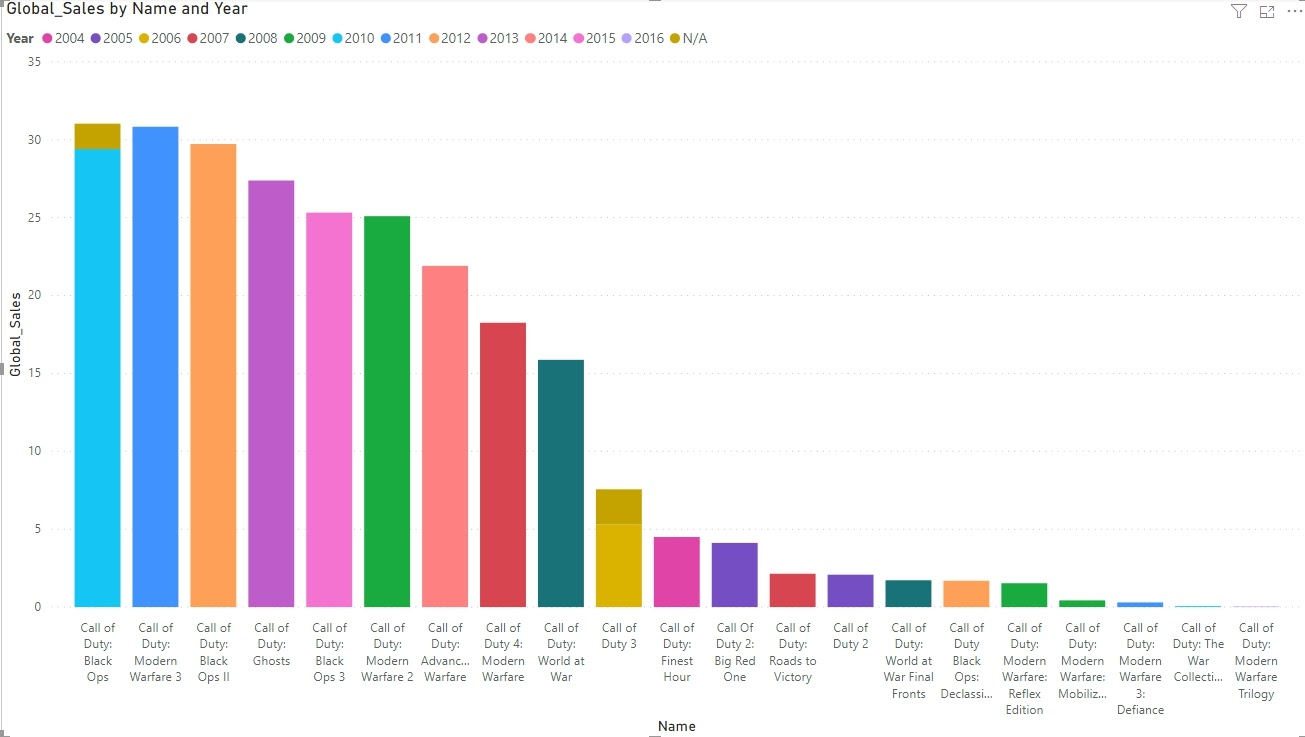 Global_Sales by Name and Year
Year 2004 2005 2006 2007 2008 2009 2010 2011 2012 2013 2014 2015 2016 N/A
35
30
25
20
15
10
5
0
Global_Sales
Call of
Duty:
Black
Ops
Call of
Duty:
Modern
Warfare 3
Call of
Duty:
Black
Ops II
Call of
Duty:
Ghosts
Call of
Duty:
Black
Ops 3
Call of
Duty:
Modern
Warfare 2
Call of
Duty:
Advanc...
Warfare
Call of
Duty 4:
Modern
Warfare
Call of
Duty:
World at
War
Call of
Duty 3
Call of
Duty:
Finest
Hour
Call Of
Duty 2:
Big Red
One
Call of
Duty:
Roads to
Victory
Call of
Duty 2
Call of
Duty:
World at
War Final
Fronts
Call of
Duty
Black
Ops:
Declassi...
Call of
Duty:
Modern
Warfare:
Reflex
Edition
Call of
Duty:
Modern
Warfare:
Mobiliz...
Call of
Duty:
Modern
Warfare
3:
Defiance
Call of
Duty: The
War
Collecti...
Call of
Duty:
Modern
Warfare
Trilogy
Name